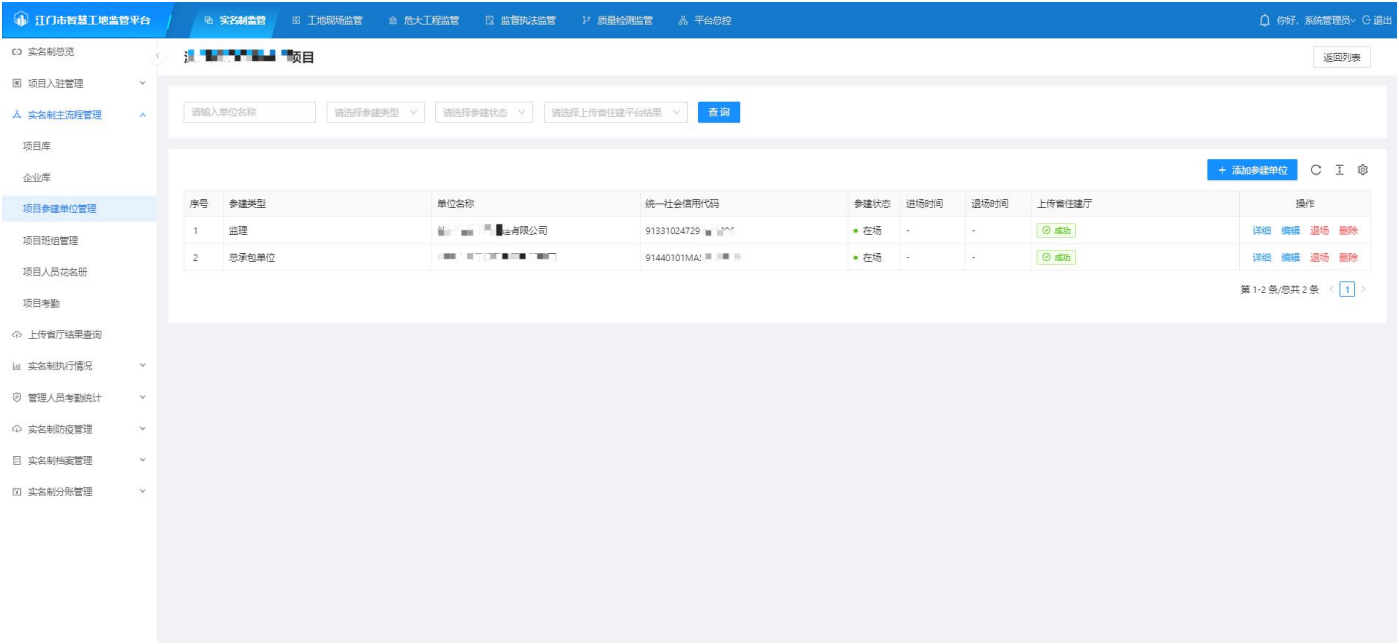 江门市智慧工地监管平台 实名制监管 工地现场监管 危大工程监管 监督执法监管 质量检测监管 平台总控 你好，系统管理员 退出
实名制总览
项目入驻管理
实名制主流程管理
项目库
企业库
项目参建单位管理
项目班组管理
项目人员花名册
项目考勤
上传省厅结果查询
实名制执行情况
管理人员考勤统计
实名制防疫管理
实名制档案管理
实名制分账管理
项目 返回列表
请输入单位名称 请选择参建类型 请选择参建状态 请选择上传省住建平台结果 查询
+ 添加参建单位
序号 参建类型 单位名称 统一社会信用代码 参建状态 进场时间 退场时间 上传省住建厅 操作
1 监理 有限公司 91331024729 在场 - - 成功 详细 编辑 退场 删除
2 总承包单位 91440101MA 在场 - - 成功 详细 编辑 退场 删除
第 1-2 条/总共 2 条 < 1 >